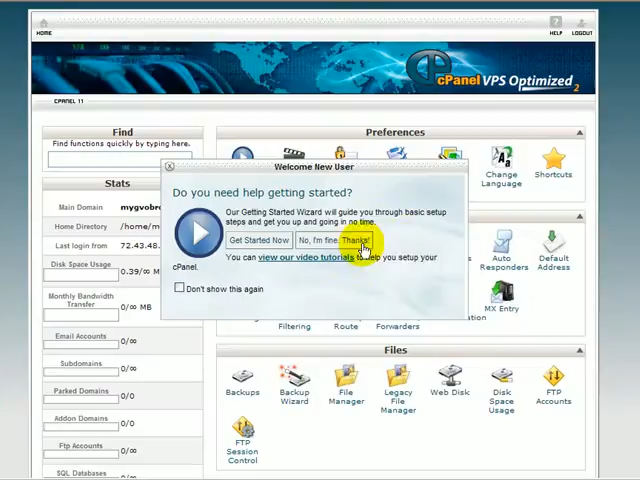 HOME
HELP
LOGOUT
cPanel VPS Optimized 2
CPANEL 11
Find
Find functions quickly by typing here.
Stats
Main Domain
mygvob
Home Directory
/home/m
Last login from
72.43.48.
Disk Space Usage
0.39/∞ MB
Monthly Bandwidth
Transfer
0/∞ MB
Email Accounts
0/∞
Subdomains
0/∞
Parked Domains
0/0
Addon Domains
0/0
Ftp Accounts
0/∞
SQL Databases
Preferences
Change
Language
Shortcuts
Welcome New User
Do you need help getting started?
Our Getting Started Wizard will guide you through basic setup
steps and get you up and going in no time.
Get Started Now
No, I'm fine. Thanks!
You can view our video tutorials to help you setup your
cPanel.
Don't show this again
Auto
Responders
Default
Address
MX Entry
Filtering
Route
Forwarders
Files
Backups
Backup
Wizard
File
Manager
Legacy
File
Manager
Web Disk
Disk
Space
Usage
FTP
Accounts
FTP
Session
Control